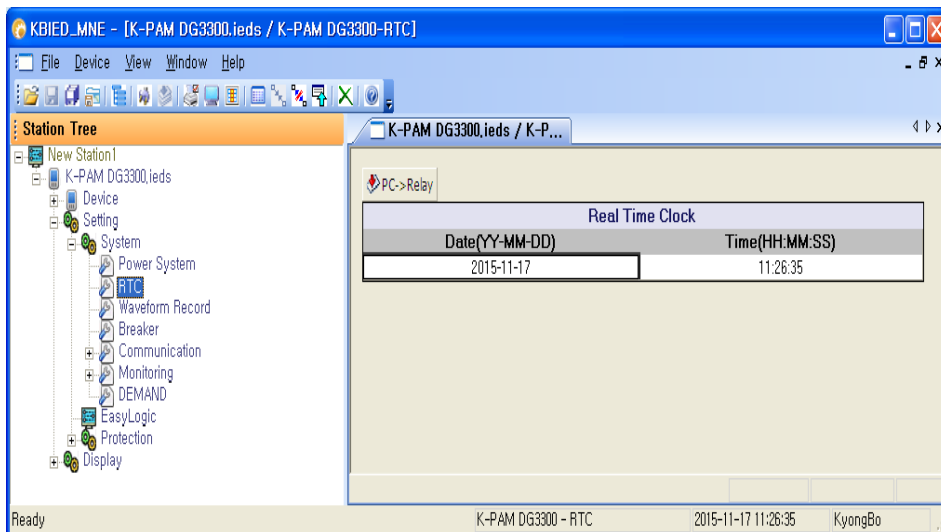 KBIED_MNE - [K-PAM DG3300.ieds / K-PAM DG3300-RTC]
File Device View Window Help
Station Tree
K-PAM DG3300.ieds / K-P...
New Station1
K-PAM DG3300.ieds
Device
Setting
System
Power System
RTC
Waveform Record
Breaker
Communication
Monitoring
DEMAND
EasyLogic
Protection
Display
PC->Relay
Real Time Clock
Date(YY-MM-DD) Time(HH:MM:SS)
2015-11-17 11:26:35
Ready K-PAM DG3300 - RTC 2015-11-17 11:26:35 KyongBo